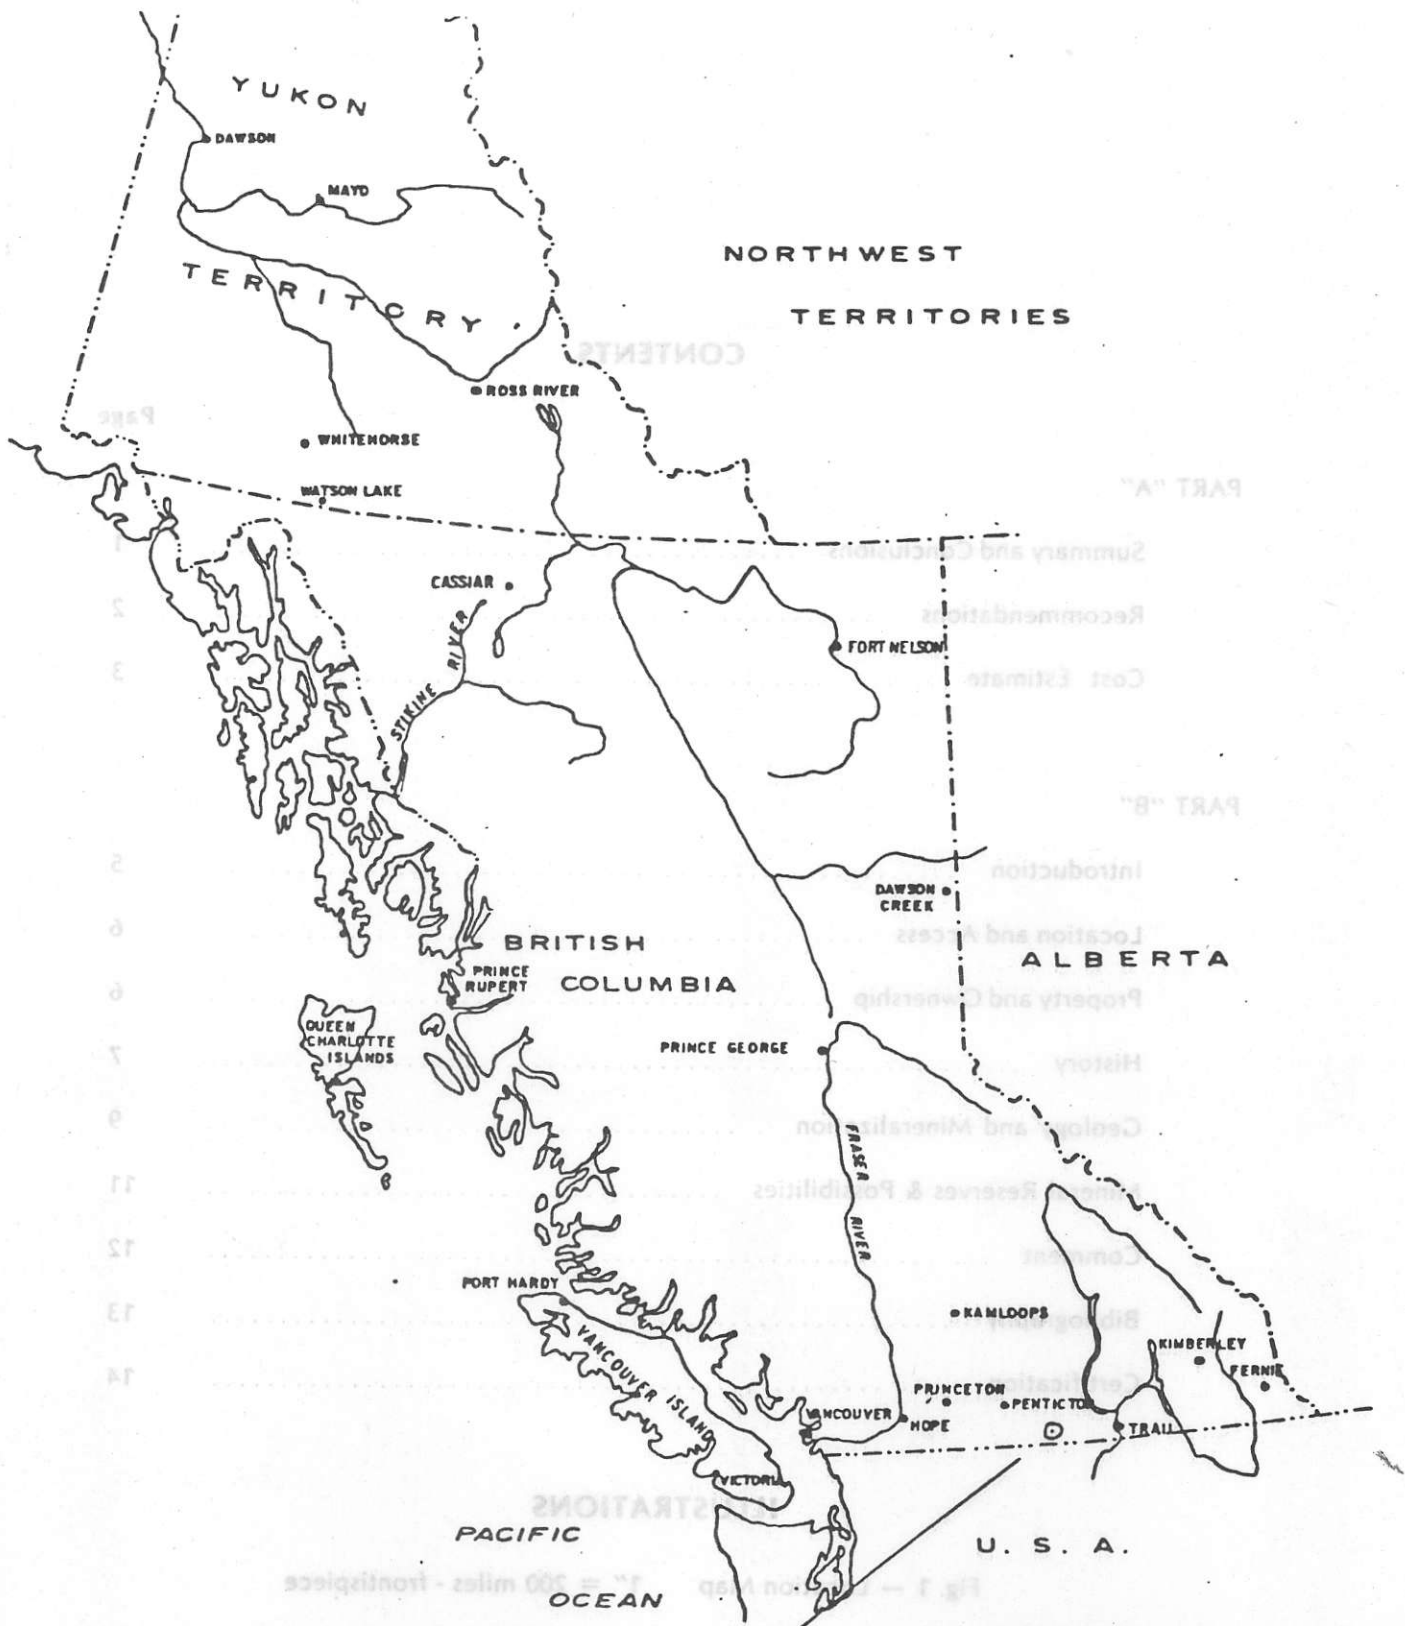 YUKON
DAWSON
MAYO
NORTHWEST
TERRITORIES
TERRITORY
ROSS RIVER
WHITEHORSE
WATSON LAKE
CASSIAR
STIKINE RIVER
FORT NELSON
DAWSON
CREEK
BRITISH
COLUMBIA
ALBERTA
PRINCE
RUPERT
QUEEN
CHARLOTTE
ISLANDS
PRINCE GEORGE
FRASER RIVER
PORT HARDY
VANCOUVER ISLAND
KAMLOOPS
KIMBERLEY
FERNIE
PRINCETON
PENTICTO
VANCOUVER
HOPE
TRAIL
VICTORIA
PACIFIC
OCEAN
U. S. A.
CONTENTS
Page
PART "A"
Summary and Conclusions 1
Recommendations 2
Cost Estimate 3
PART "B"
Introduction 5
Location and Access 6
Property and Ownership 6
History 7
Geology and Mineralization 9
Mineral Reserves & Possibilities 11
Comment 12
Bibliography 13
Certification 14
ILLUSTRATIONS
Fig. 1 — Location Map 1" = 200 miles - frontispiece